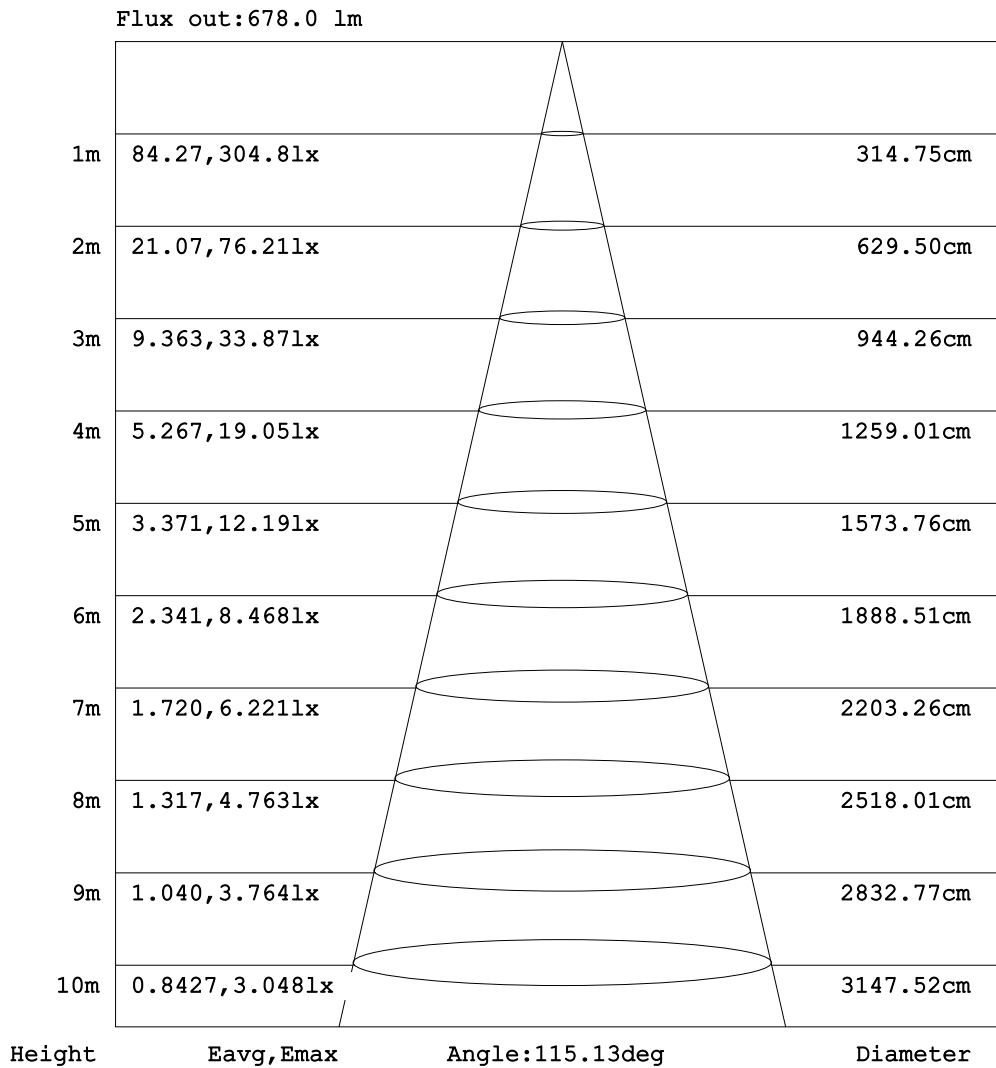 Flux out:678.0 lm
1m 84.27,304.8lx 314.75cm
2m 21.07,76.21lx 629.50cm
3m 9.363,33.87lx 944.26cm
4m 5.267,19.05lx 1259.01cm
5m 3.371,12.19lx 1573.76cm
6m 2.341,8.468lx 1888.51cm
7m 1.720,6.221lx 2203.26cm
8m 1.317,4.763lx 2518.01cm
9m 1.040,3.764lx 2832.77cm
10m 0.8427,3.048lx 3147.52cm
Height Eavg,Emax Angle:115.13deg Diameter